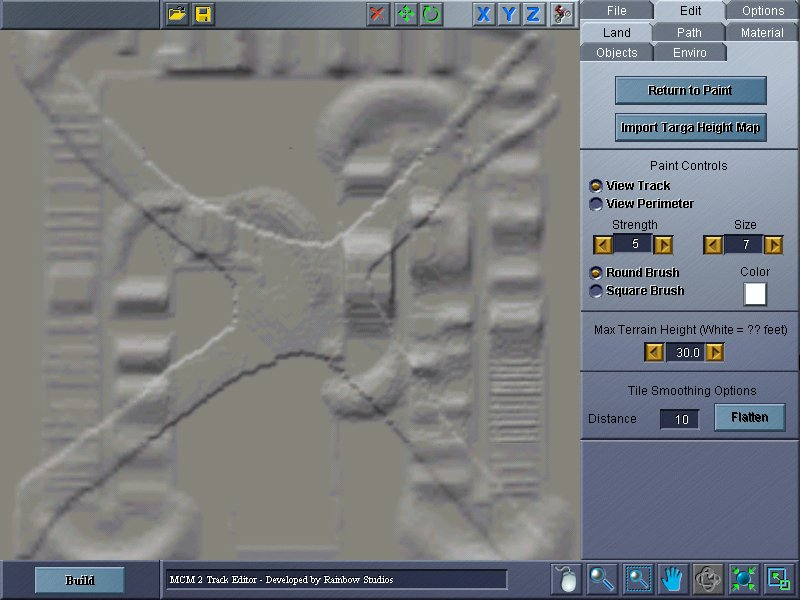 X Y Z
File Edit Options
Land Path Material
Objects Enviro
Return to Paint
Import Targa Height Map
Paint Controls
View Track
View Perimeter
Strength Size
5 7
Round Brush Color
Square Brush
Max Terrain Height (White = ?? feet)
30.0
Tile Smoothing Options
Distance 10 Flatten
Build MCM 2 Track Editor - Developed by Rainbow Studios